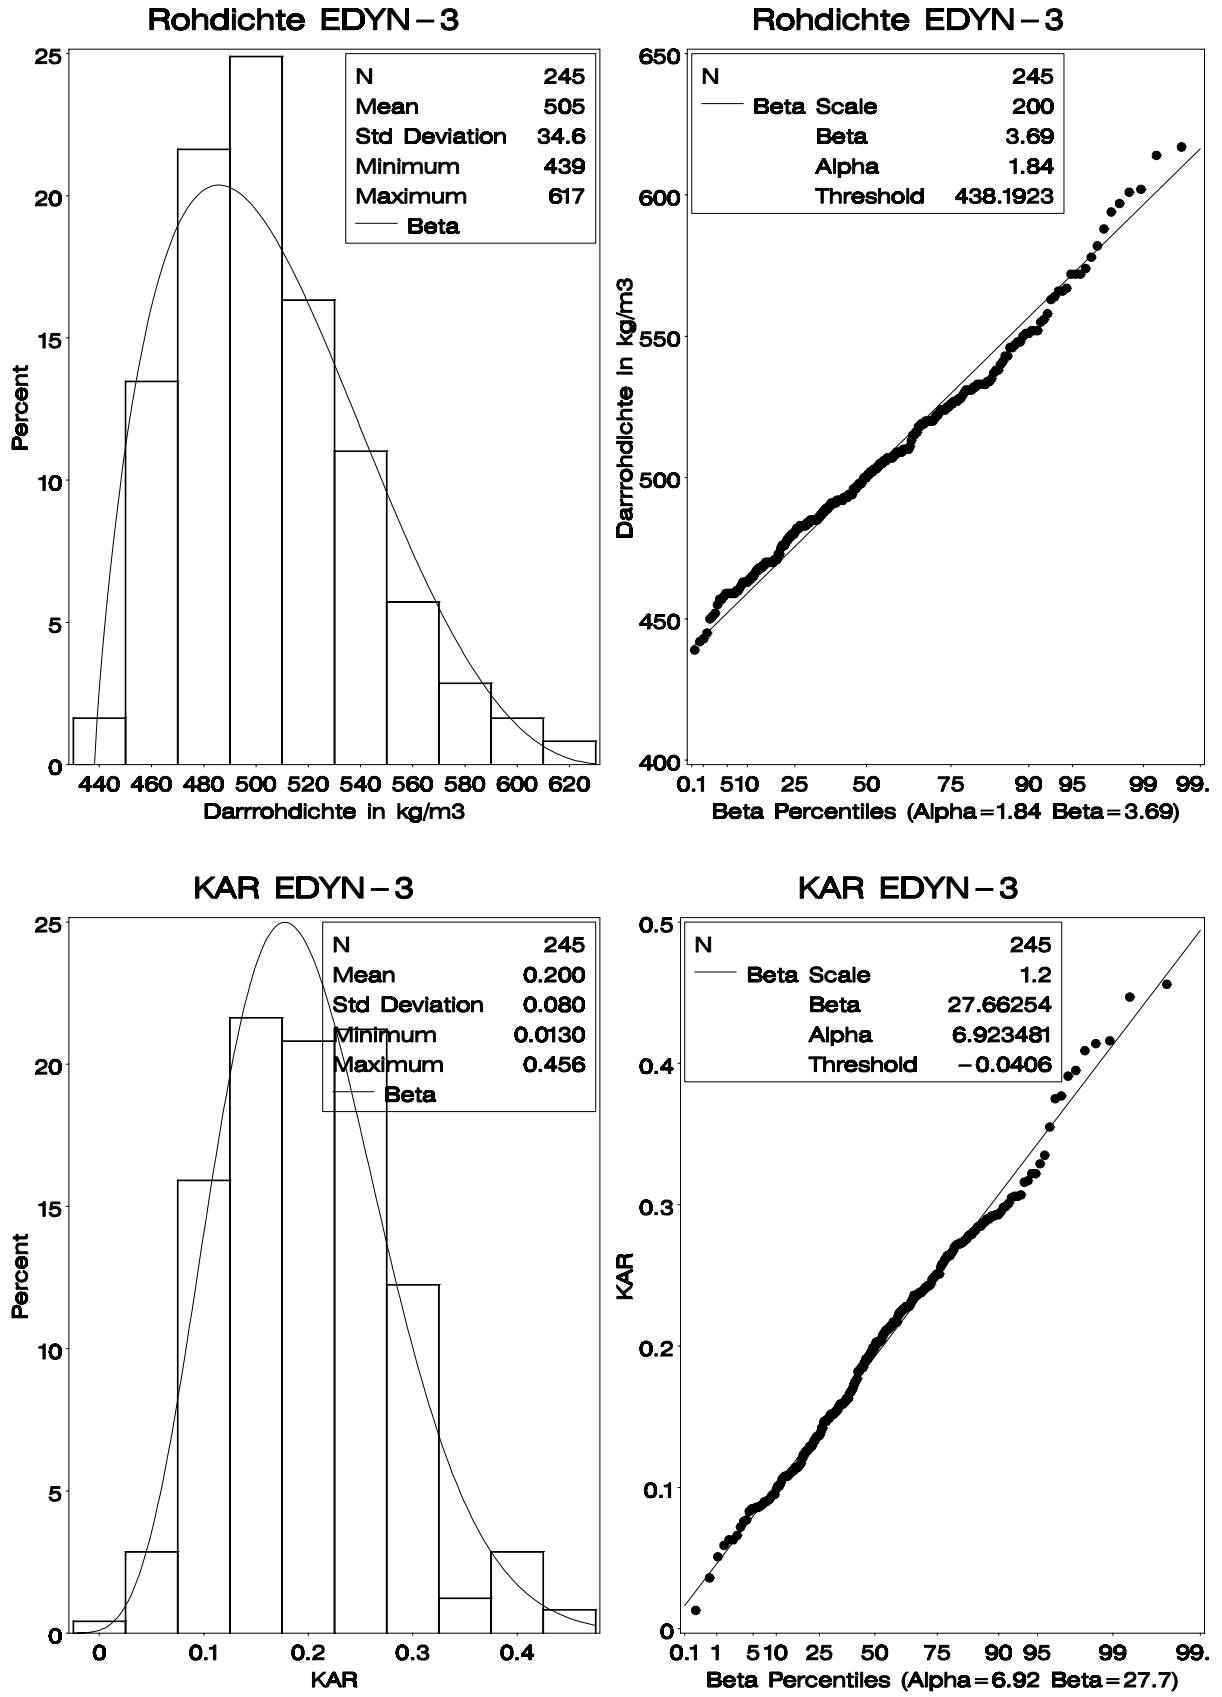 Rohdichte EDYN-3
25
20
15
10
5
0
Percent
N 245
Mean 505
Std Deviation 34.6
Minimum 439
Maximum 617
Beta
440 460 480 500 520 540 560 580 600 620
Darrrohdichte in kg/m3
Rohdichte EDYN-3
650
600
550
500
450
400
Darrrohdichte in kg/m3
N 245
Beta Scale 200
Beta 3.69
Alpha 1.84
Threshold 438.1923
0.1 5 10 25 50 75 90 95 99 99.
Beta Percentiles (Alpha=1.84 Beta=3.69)
KAR EDYN-3
25
20
15
10
5
0
Percent
N 245
Mean 0.200
Std Deviation 0.080
Minimum 0.0130
Maximum 0.456
Beta
0 0.1 0.2 0.3 0.4
KAR
KAR EDYN-3
0.5
0.4
0.3
0.2
0.1
0
KAR
N 245
Beta Scale 1.2
Beta 27.66254
Alpha 6.923481
Threshold -0.0406
0.1 1 5 10 25 50 75 90 95 99 99.
Beta Percentiles (Alpha=6.92 Beta=27.7)